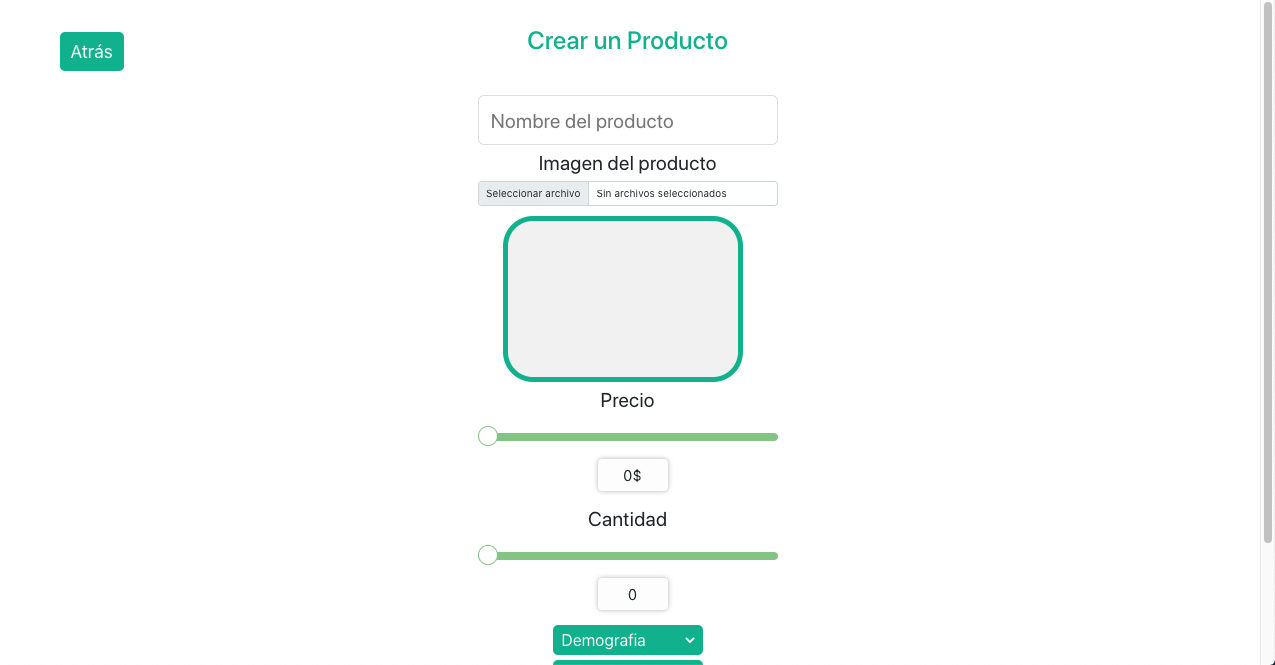 Atrás
Crear un Producto
Nombre del producto
Imagen del producto
Seleccionar archivo Sin archivos seleccionados
Precio
0$
Cantidad
0
Demografia